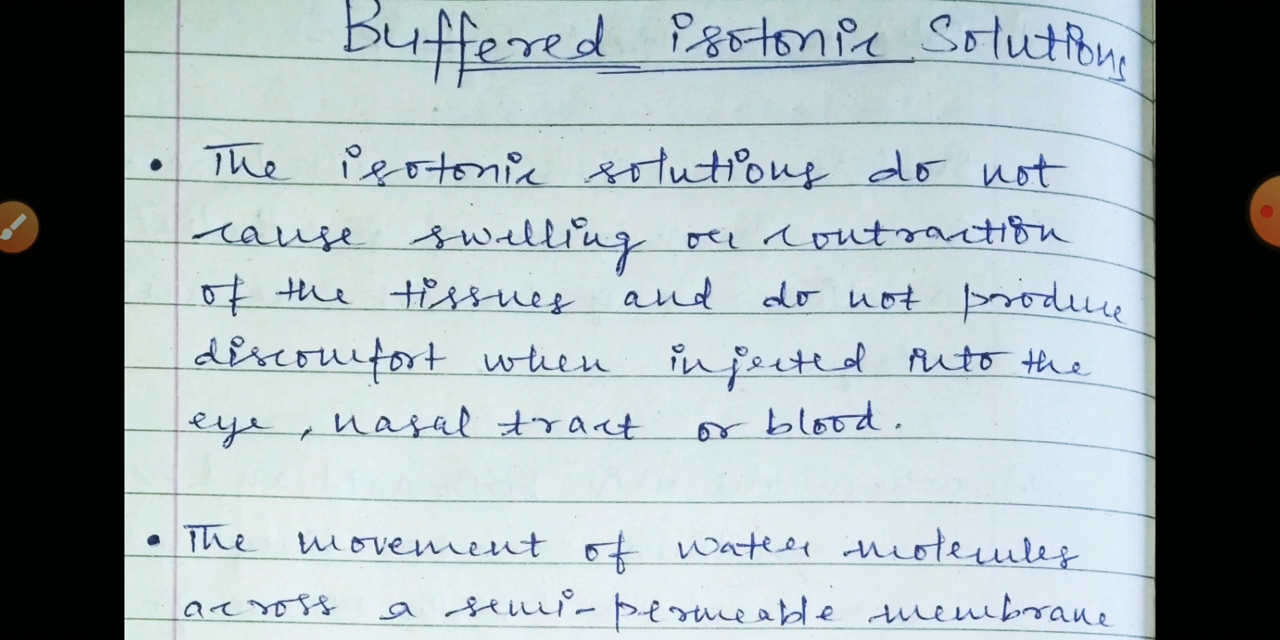 Buffered isotonic Solutions
• The isotonic solutions do not
cause swelling or contraction
of the tissues and do not produce
discomfort when injected into the
eye, nasal tract or blood.
• The movement of water molecules
across a semi-permeable membrane